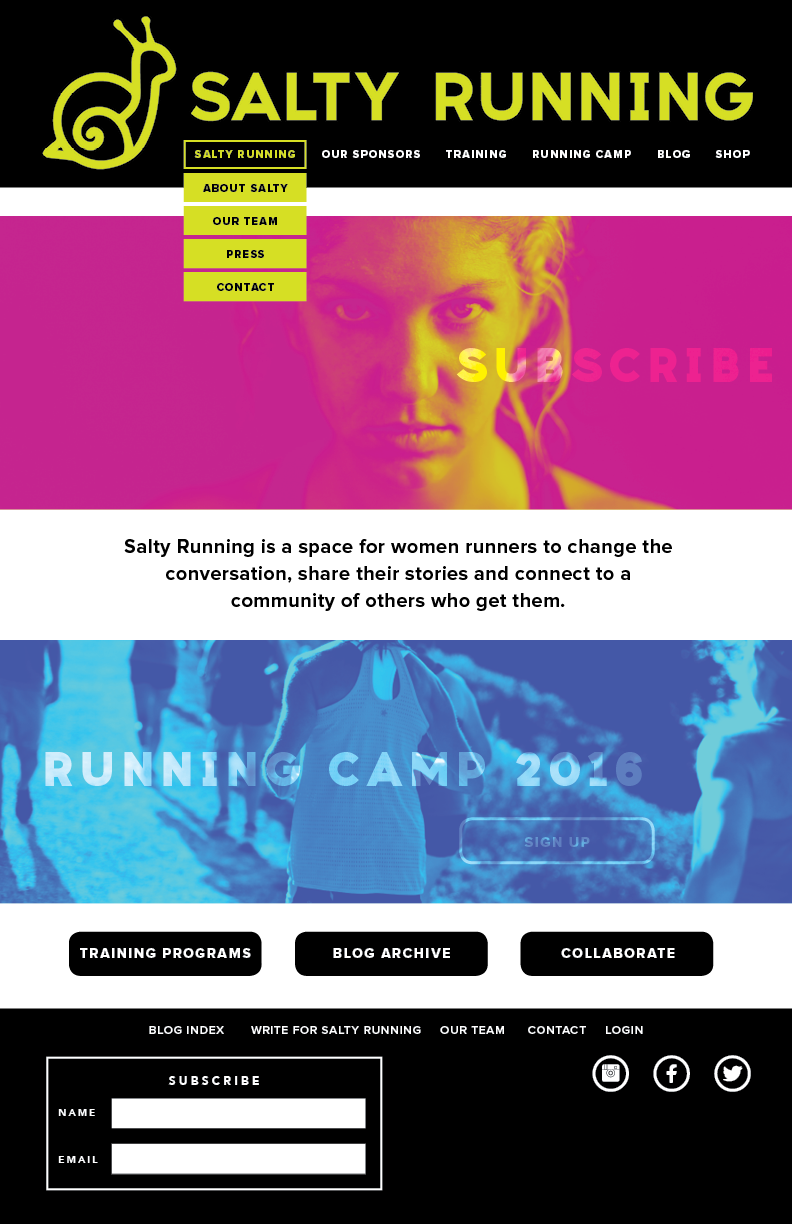 SALTY RUNNING
SALTY RUNNING OUR SPONSORS TRAINING RUNNING CAMP BLOG SHOP
ABOUT SALTY
OUR TEAM
PRESS
CONTACT
SUBSCRIBE
Salty Running is a space for women runners to change the
conversation, share their stories and connect to a
community of others who get them.
RUNNING CAMP 2016
SIGN UP
TRAINING PROGRAMS BLOG ARCHIVE COLLABORATE
BLOG INDEX WRITE FOR SALTY RUNNING OUR TEAM CONTACT LOGIN
SUBSCRIBE
NAME
EMAIL